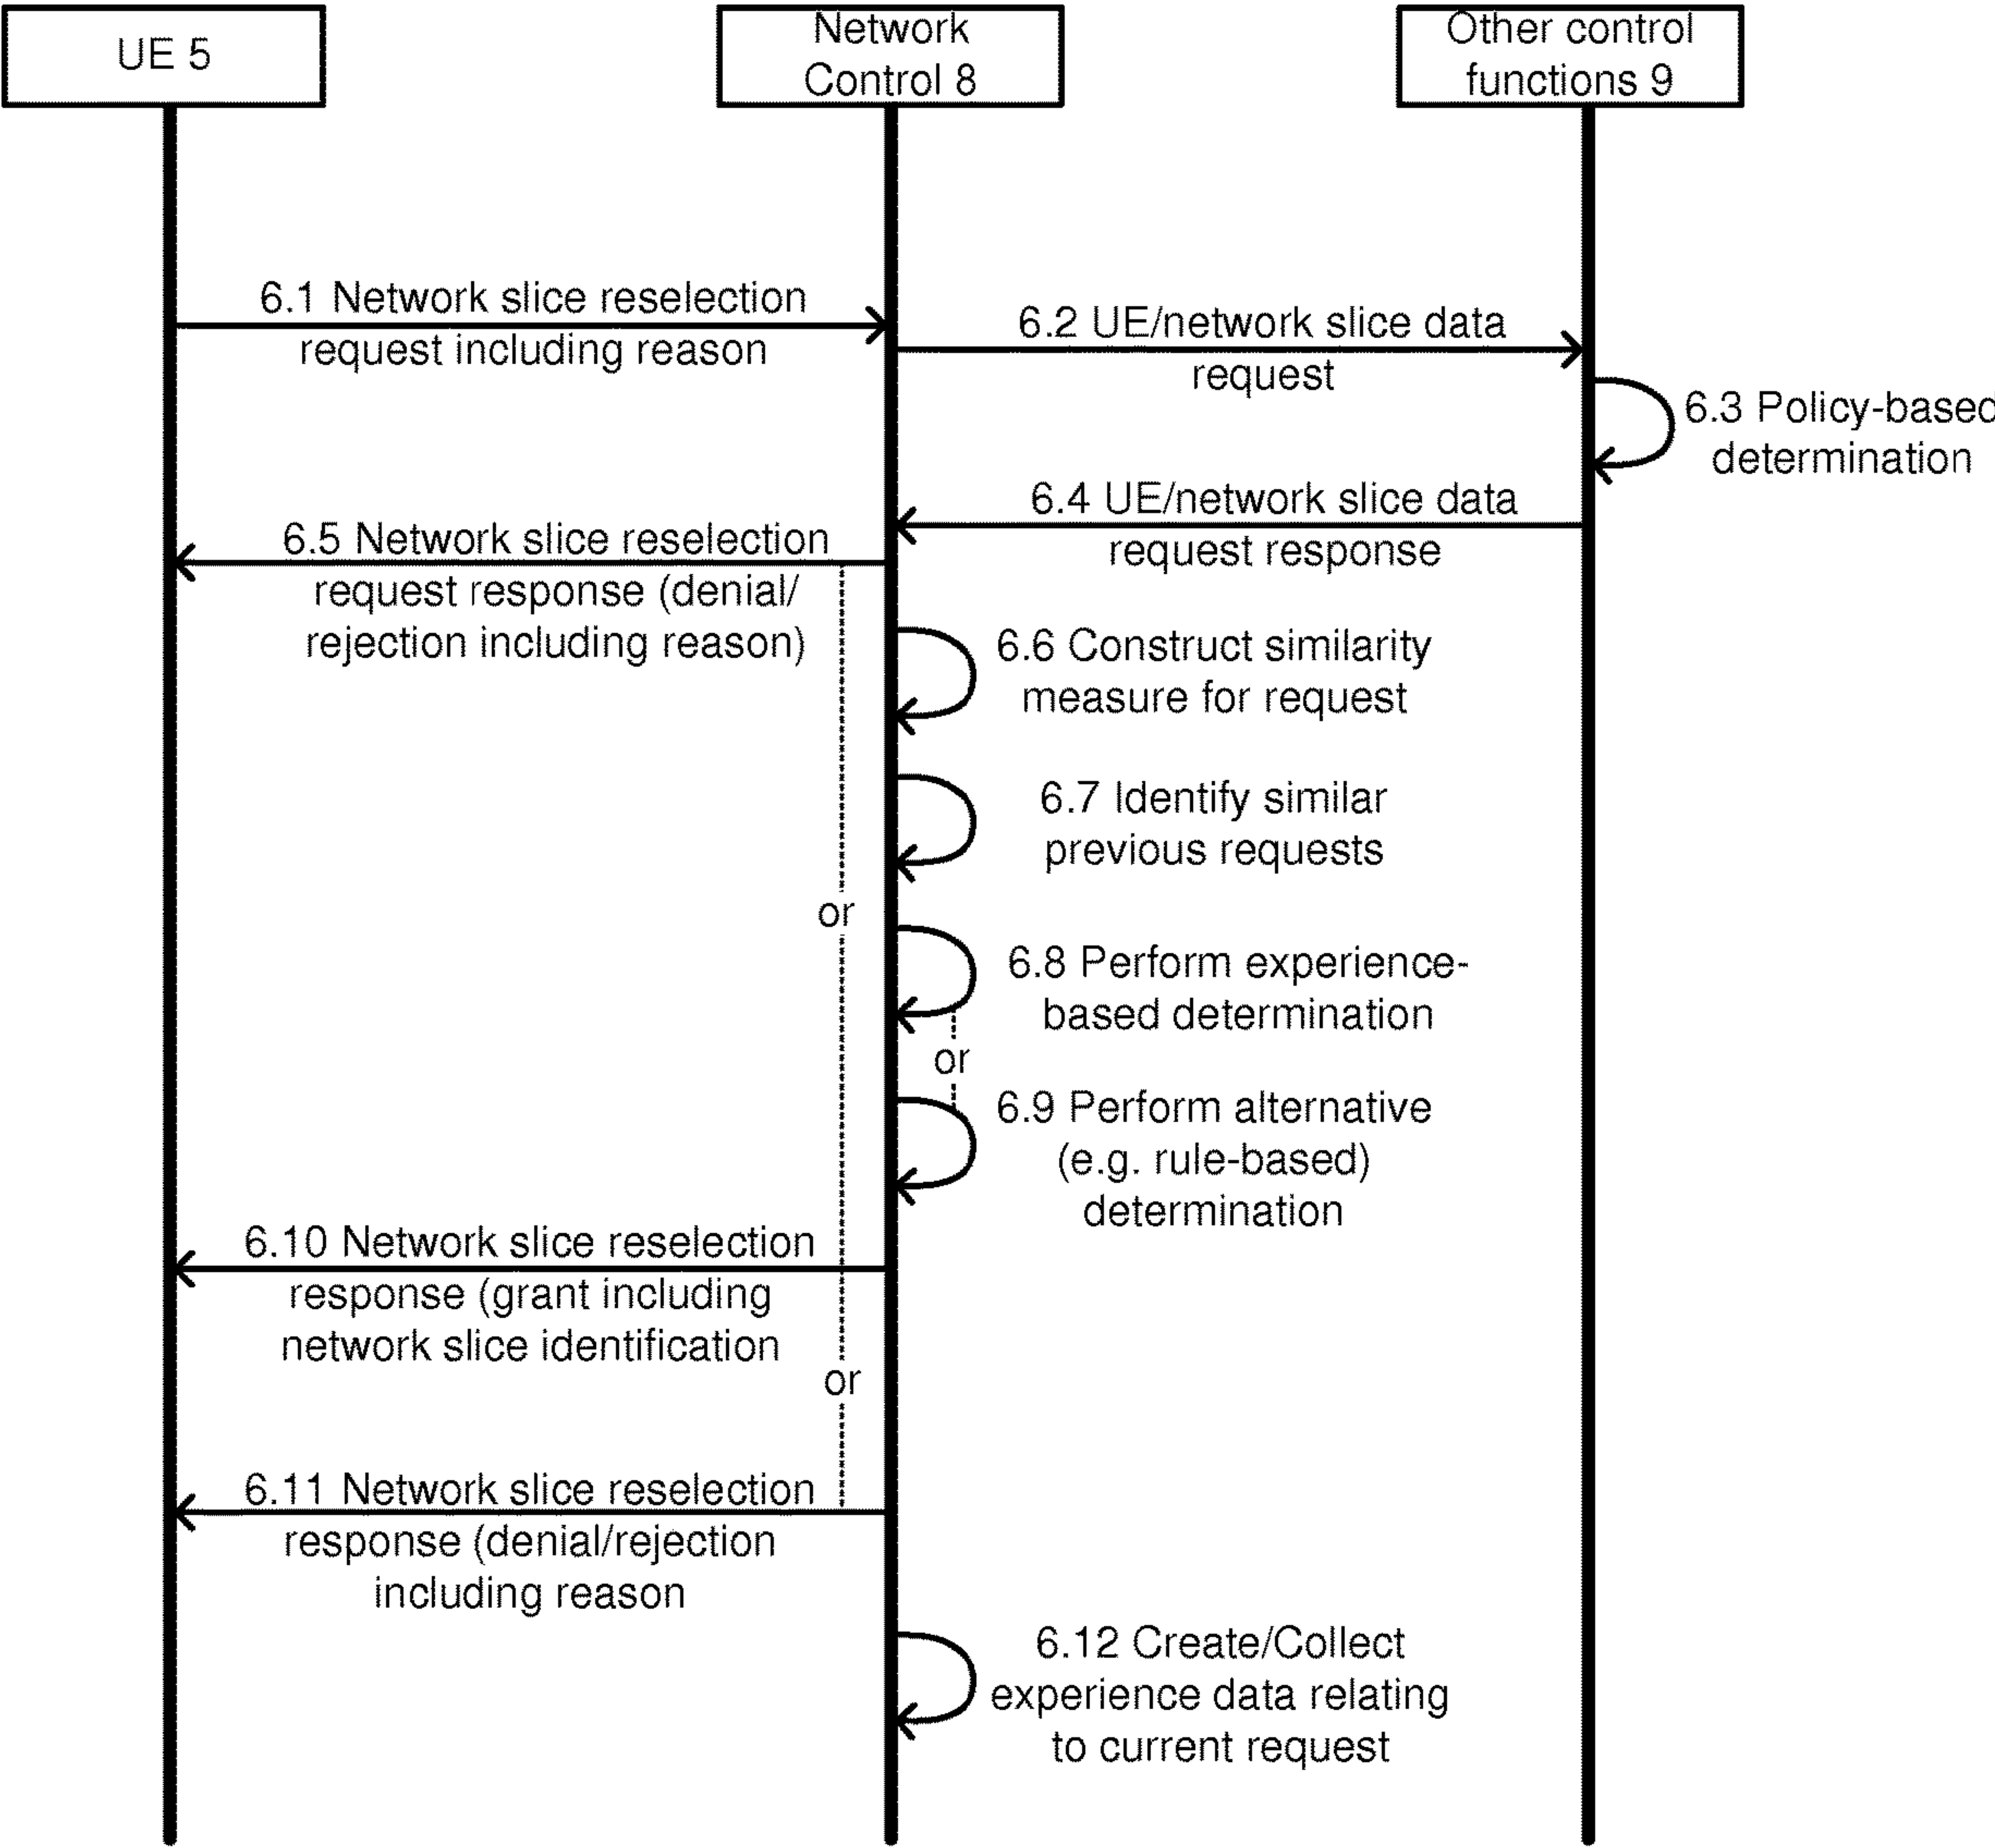 UE 5
Network
Control 8
Other control
functions 9
6.1 Network slice reselection
request including reason
6.2 UE/network slice data
request
6.3 Policy-based
determination
6.4 UE/network slice data
request response
6.5 Network slice reselection
request response (denial/
rejection including reason)
6.6 Construct similarity
measure for request
6.7 Identify similar
previous requests
or
6.8 Perform experience-
based determination
or
6.9 Perform alternative
(e.g. rule-based)
determination
6.10 Network slice reselection
response (grant including
network slice identification
or
6.11 Network slice reselection
response (denial/rejection
including reason
6.12 Create/Collect
experience data relating
to current request